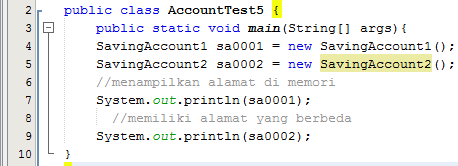 2 public class AccountTest5 {
3 public static void main(String[] args){
4 SavingAccount1 sa0001 = new SavingAccount1();
5 SavingAccount2 sa0002 = new SavingAccount2();
6 //menampilkan alamat di memori
7 System.out.println(sa0001);
8 //memiliki alamat yang berbeda
9 System.out.println(sa0002);
10 }